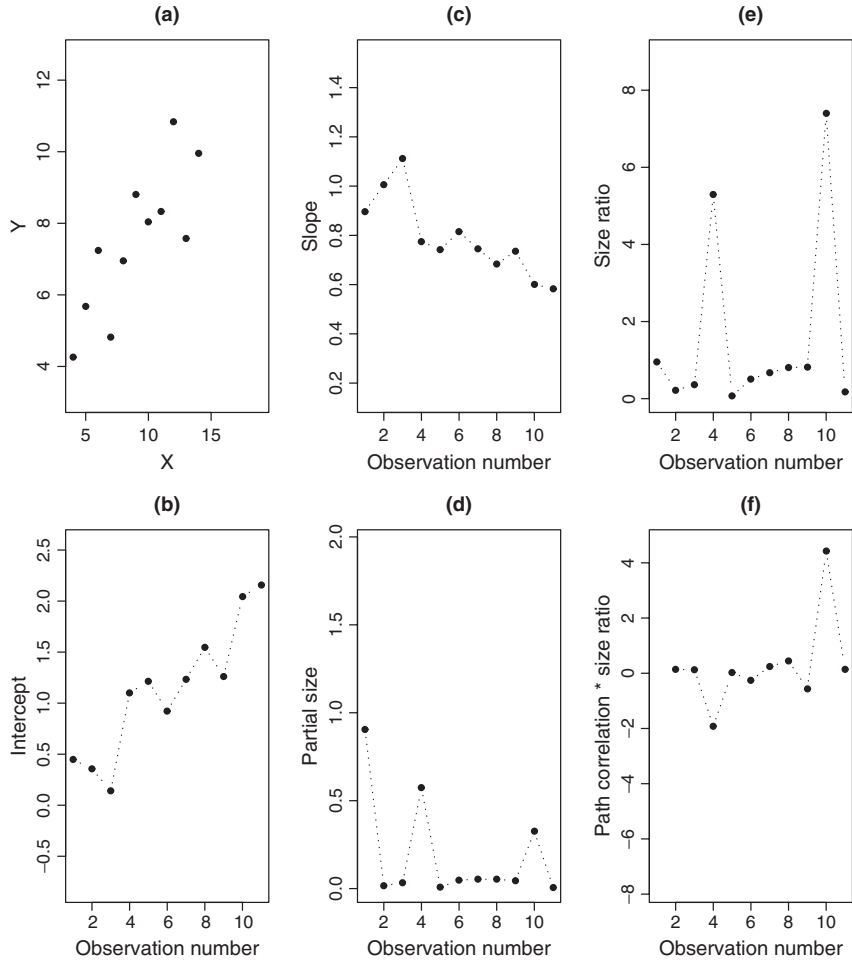 (a)
Y
12
10
8
6
4
5 10 15
X
(b)
Intercept
2.5
2.0
1.5
1.0
0.5
0.0
−0.5
2 4 6 8 10
Observation number
(c)
Slope
1.4
1.2
1.0
0.8
0.6
0.4
0.2
2 4 6 8 10
Observation number
(d)
Partial size
2.0
1.5
1.0
0.5
0.0
2 4 6 8 10
Observation number
(e)
Size ratio
8
6
4
2
0
2 4 6 8 10
Observation number
(f)
Path correlation * size ratio
4
2
0
−2
−4
−6
−8
2 4 6 8 10
Observation number